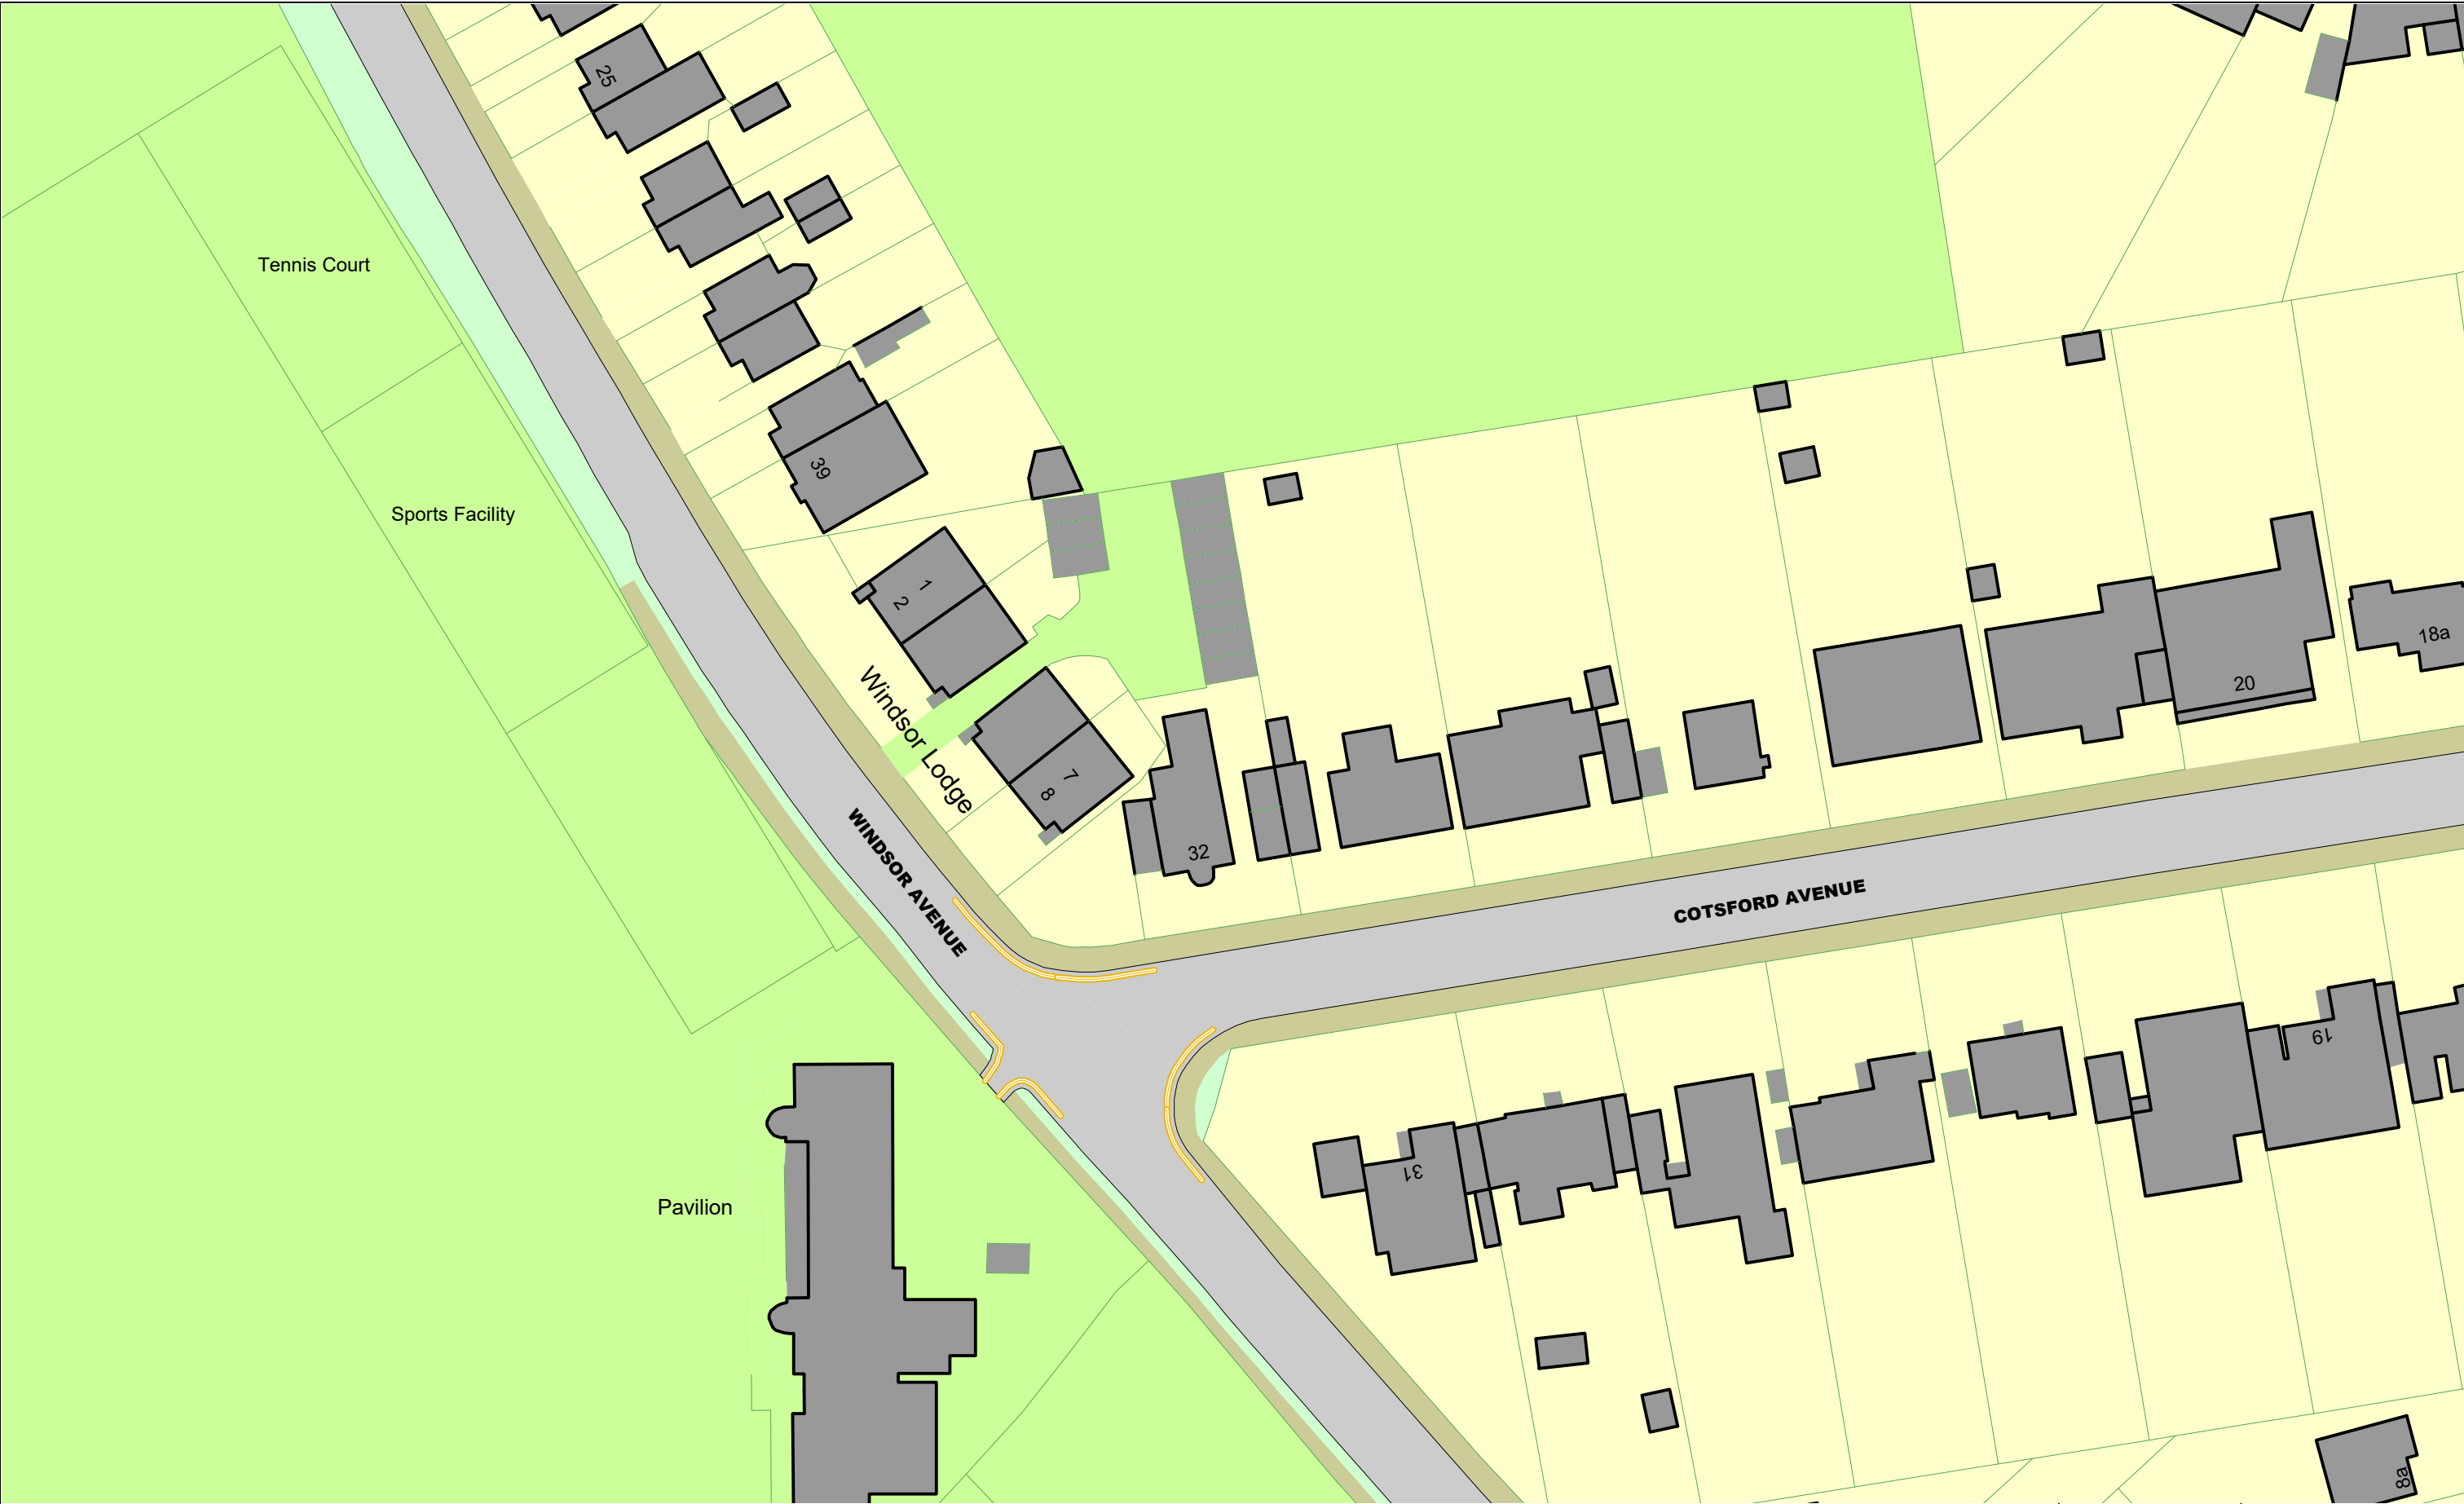 25
Tennis Court
39
Sports Facility
1
2
Windsor Lodge
7
8
18a
20
32
WINDSOR AVENUE
COTSFORD AVENUE
19
31
Pavilion
8a